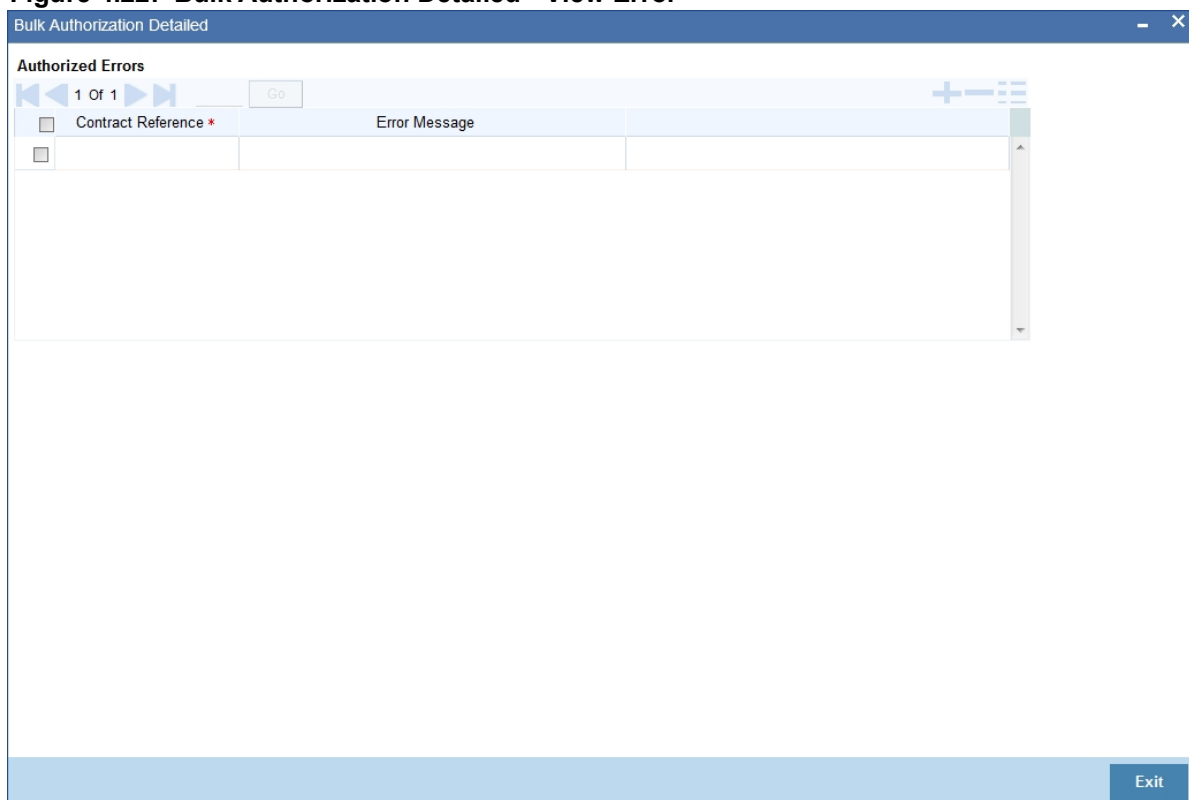 Figure 4.22: Bulk Authorization Detailed - View Error
Bulk Authorization Detailed
Authorized Errors
1 Of 1
Go
Contract Reference * Error Message
Exit